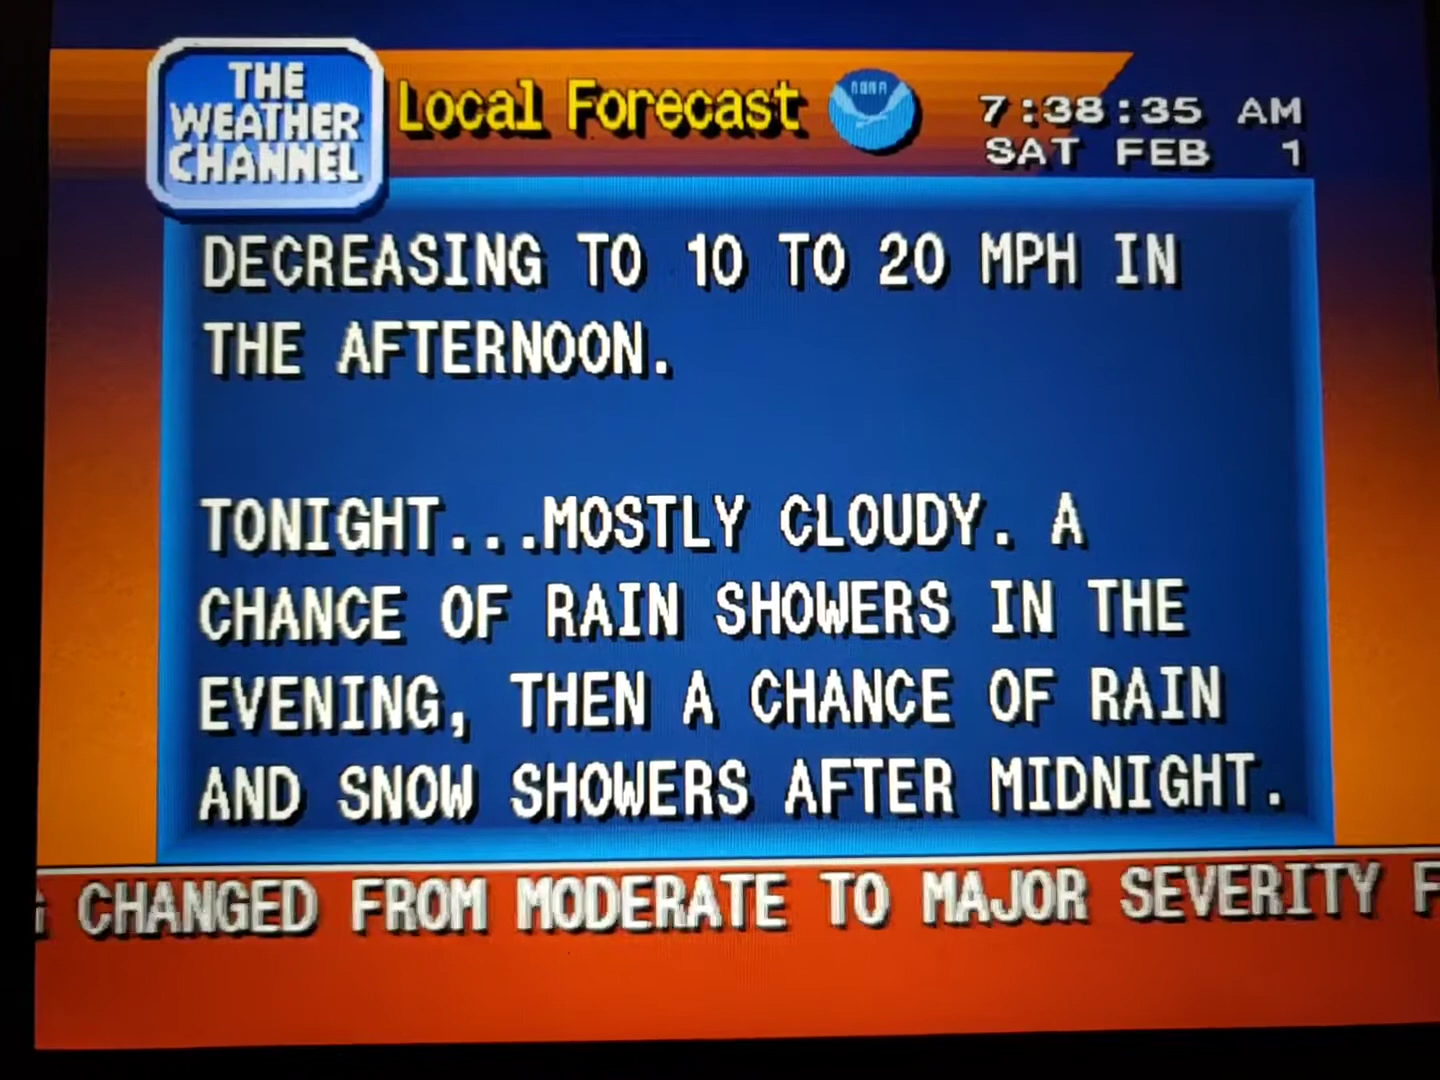 THE
WEATHER
CHANNEL
Local Forecast
NOAA
7:38:35 AM
SAT FEB 1
DECREASING TO 10 TO 20 MPH IN
THE AFTERNOON.
TONIGHT...MOSTLY CLOUDY. A
CHANCE OF RAIN SHOWERS IN THE
EVENING, THEN A CHANCE OF RAIN
AND SNOW SHOWERS AFTER MIDNIGHT.
CHANGED FROM MODERATE TO MAJOR SEVERITY F